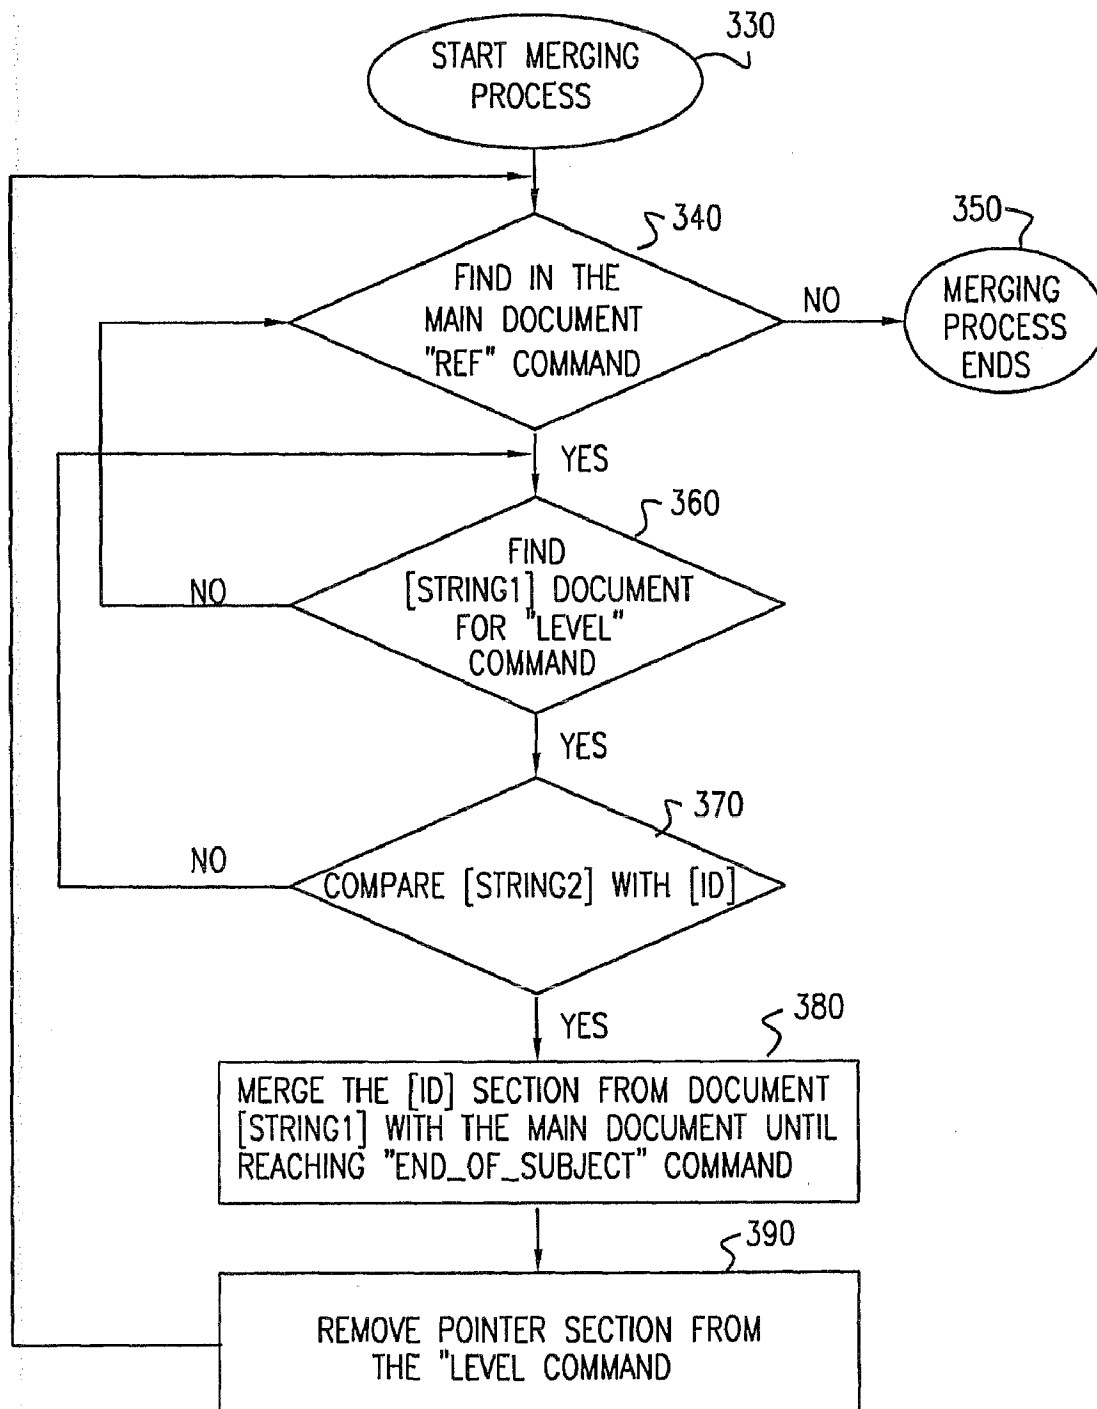 330
START MERGING
PROCESS
340
FIND IN THE
MAIN DOCUMENT
"REF" COMMAND
NO
350
MERGING
PROCESS
ENDS
YES
360
FIND
[STRING1] DOCUMENT
FOR "LEVEL"
COMMAND
NO
YES
370
COMPARE [STRING2] WITH [ID]
NO
YES
380
MERGE THE [ID] SECTION FROM DOCUMENT
[STRING1] WITH THE MAIN DOCUMENT UNTIL
REACHING "END_OF_SUBJECT" COMMAND
390
REMOVE POINTER SECTION FROM
THE "LEVEL COMMAND